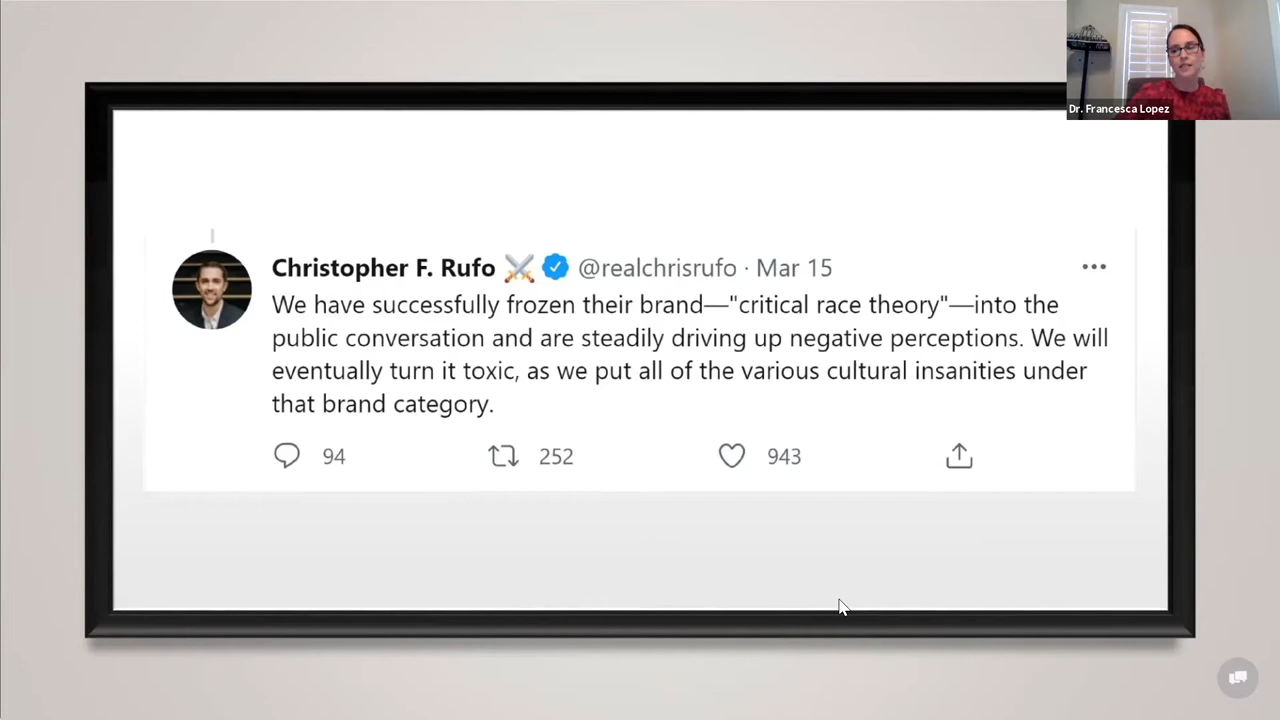 Dr. Francesca Lopez
Christopher F. Rufo ⚔️ @realchrisrufo · Mar 15
We have successfully frozen their brand—"critical race theory"—into the
public conversation and are steadily driving up negative perceptions. We will
eventually turn it toxic, as we put all of the various cultural insanities under
that brand category.
94 252 943